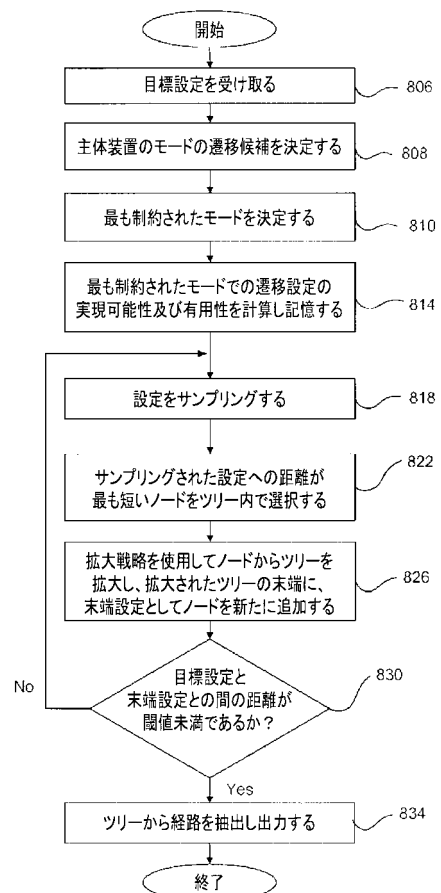 開始
目標設定を受け取る
806
主体装置のモードの遷移候補を決定する
808
最も制約されたモードを決定する
810
最も制約されたモードでの遷移設定の
実現可能性及び有用性を計算し記憶する
814
設定をサンプリングする
818
サンプリングされた設定への距離が
最も短いノードをツリー内で選択する
822
拡大戦略を使用してノードからツリーを
拡大し、拡大されたツリーの末端に、
末端設定としてノードを新たに追加する
826
目標設定と
末端設定との間の距離が
閾値未満であるか？
830
No
Yes
ツリーから経路を抽出し出力する
834
終了